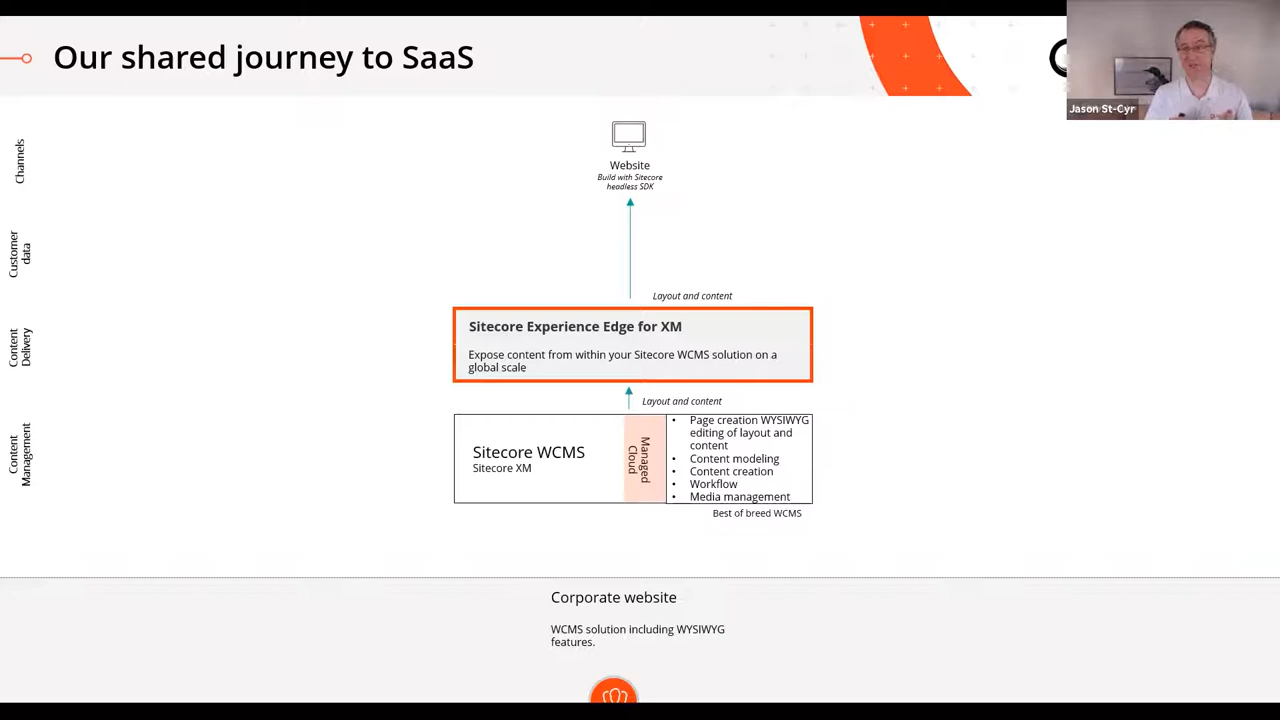 Our shared journey to SaaS
Jason St-Cyr
Channels
Website
Build with Sitecore
headless SDK
Customer
data
Layout and content
Content
Delivery
Sitecore Experience Edge for XM
Expose content from within your Sitecore WCMS solution on a
global scale
Layout and content
Content
Management
Sitecore WCMS
Sitecore XM
Managed
Cloud
• Page creation WYSIWYG
editing of layout and
content
• Content modeling
• Content creation
• Workflow
• Media management
Best of breed WCMS
Corporate website
WCMS solution including WYSIWYG
features.